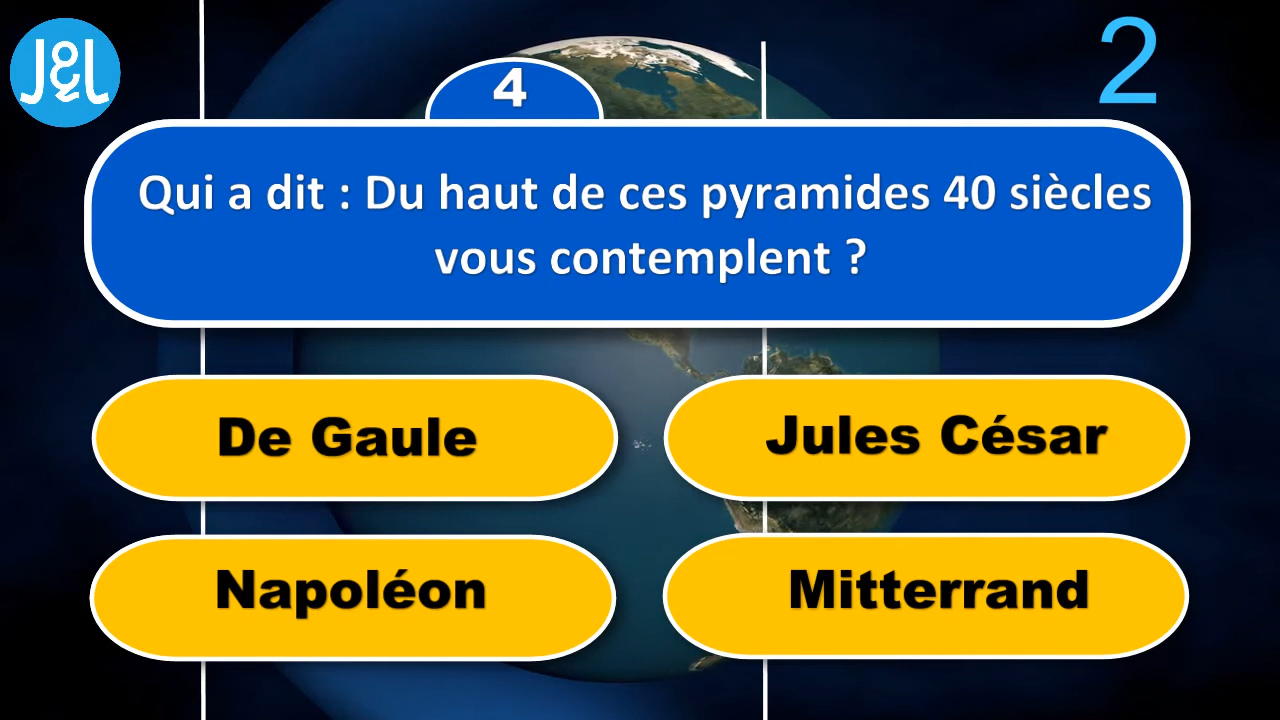 J&L
2
4
Qui a dit : Du haut de ces pyramides 40 siècles
vous contemplent ?
De Gaule
Jules César
Napoléon
Mitterrand